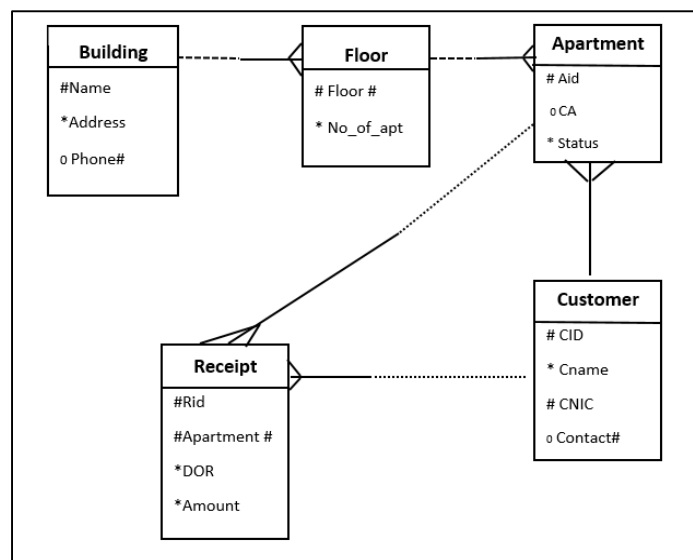 Building
#Name
*Address
o Phone#
Floor
# Floor #
* No_of_apt
Apartment
# Aid
o CA
* Status
Customer
# CID
* Cname
# CNIC
o Contact#
Receipt
#Rid
#Apartment #
*DOR
*Amount